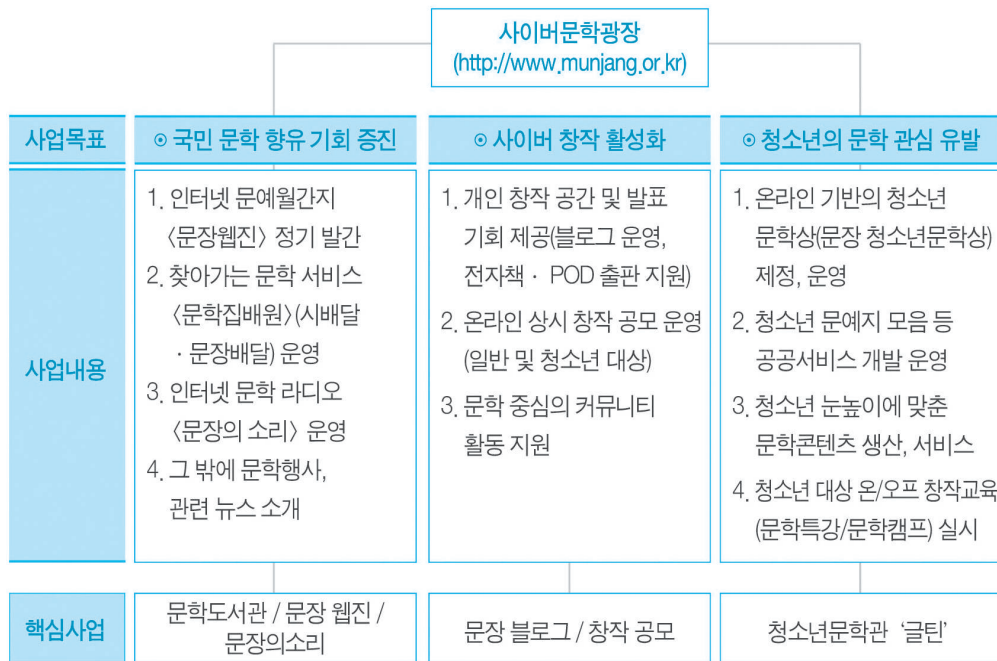 사이버문학광장
(http://www.munjang.or.kr)
사업목표
⊙ 국민 문학 향유 기회 증진
⊙ 사이버 창작 활성화
⊙ 청소년의 문학 관심 유발
사업내용
1. 인터넷 문예월간지
〈문장웹진〉 정기 발간
2. 찾아가는 문학 서비스
〈문학집배원〉(시배달
· 문장배달) 운영
3. 인터넷 문학 라디오
〈문장의 소리〉 운영
4. 그 밖에 문학행사,
관련 뉴스 소개
1. 개인 창작 공간 및 발표
기회 제공(블로그 운영,
전자책 · POD 출판 지원)
2. 온라인 상시 창작 공모 운영
(일반 및 청소년 대상)
3. 문학 중심의 커뮤니티
활동 지원
1. 온라인 기반의 청소년
문학상(문장 청소년문학상)
제정, 운영
2. 청소년 문예지 모음 등
공공서비스 개발 운영
3. 청소년 눈높이에 맞춘
문학콘텐츠 생산, 서비스
4. 청소년 대상 온/오프 창작교육
(문학특강/문학캠프) 실시
핵심사업
문학도서관 / 문장 웹진 /
문장의소리
문장 블로그 / 창작 공모
청소년문학관 ‘글틴’